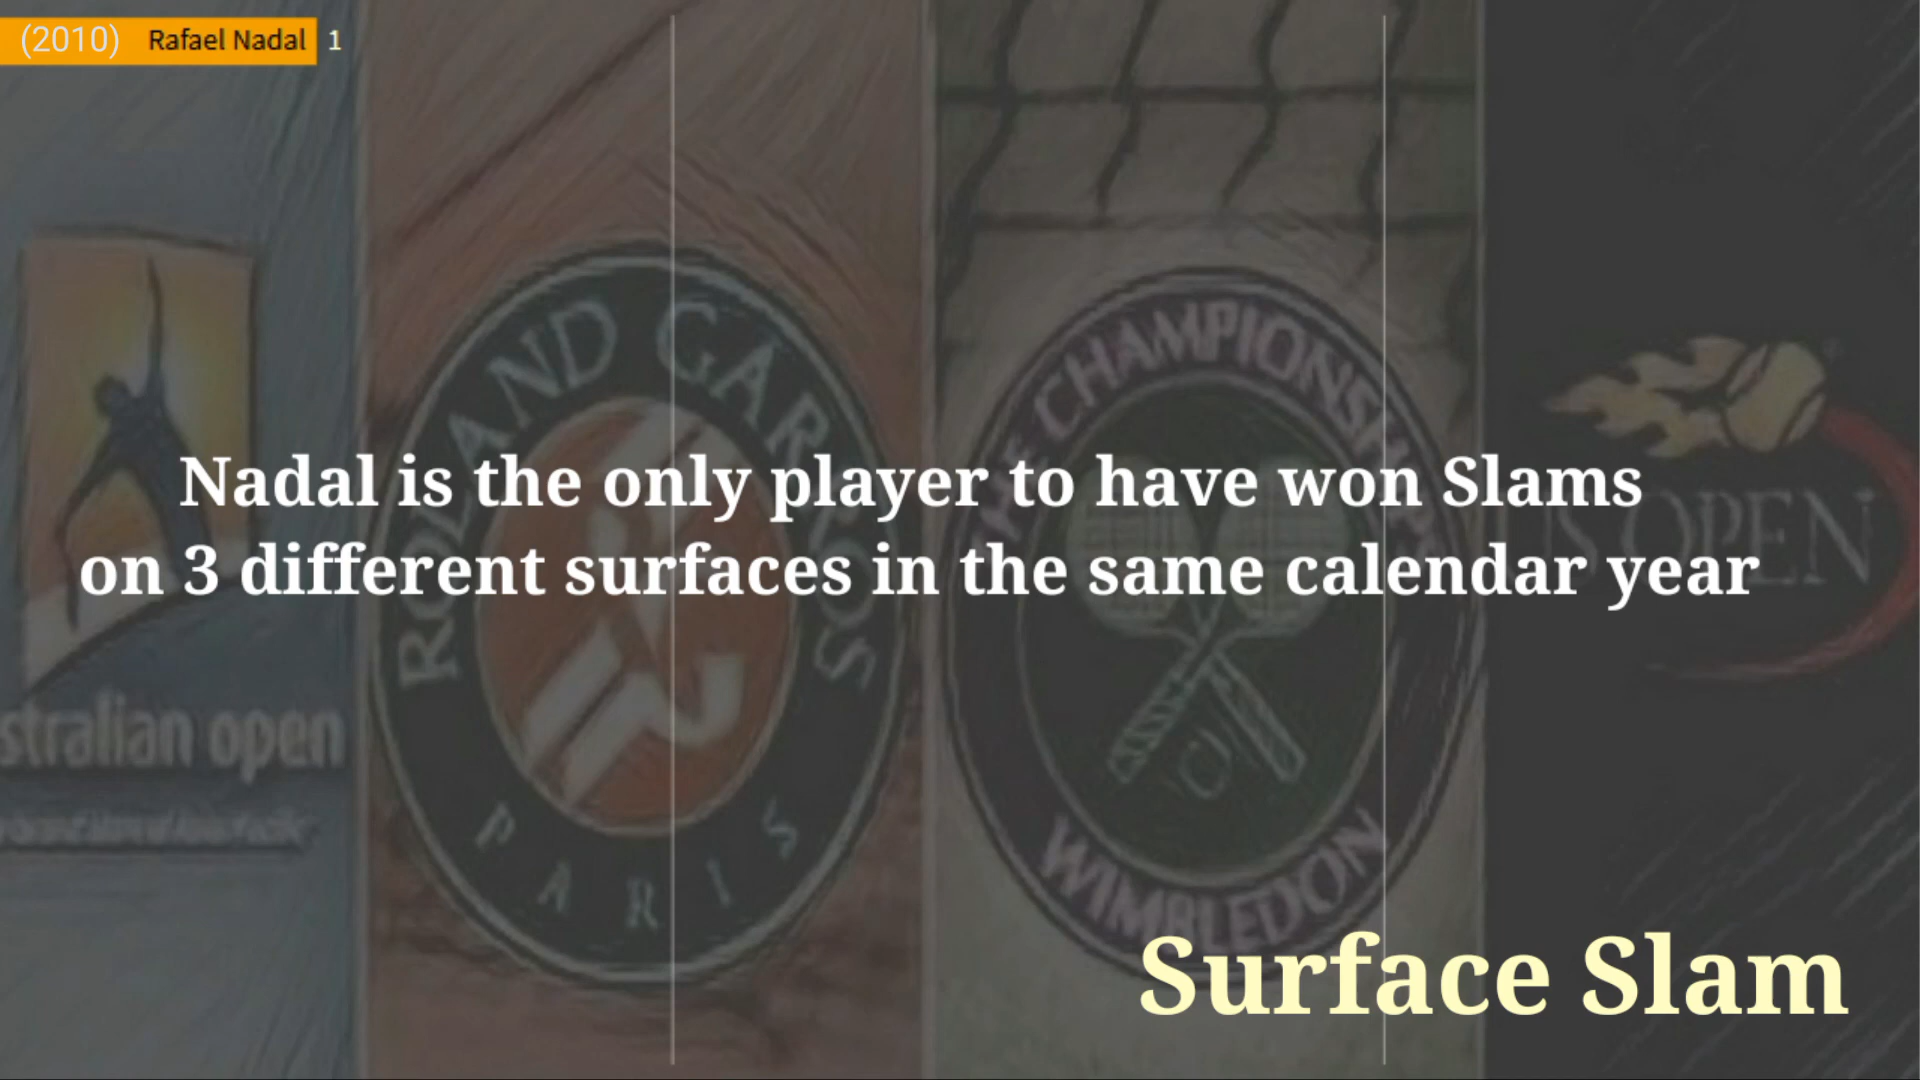 (2010) Rafael Nadal 1
ROLAND GARROS
THE CHAMPIONSHIPS
Nadal is the only player to have won Slams
on 3 different surfaces in the same calendar year
US OPEN
stralian open
PARIS
WIMBLEDON
Surface Slam